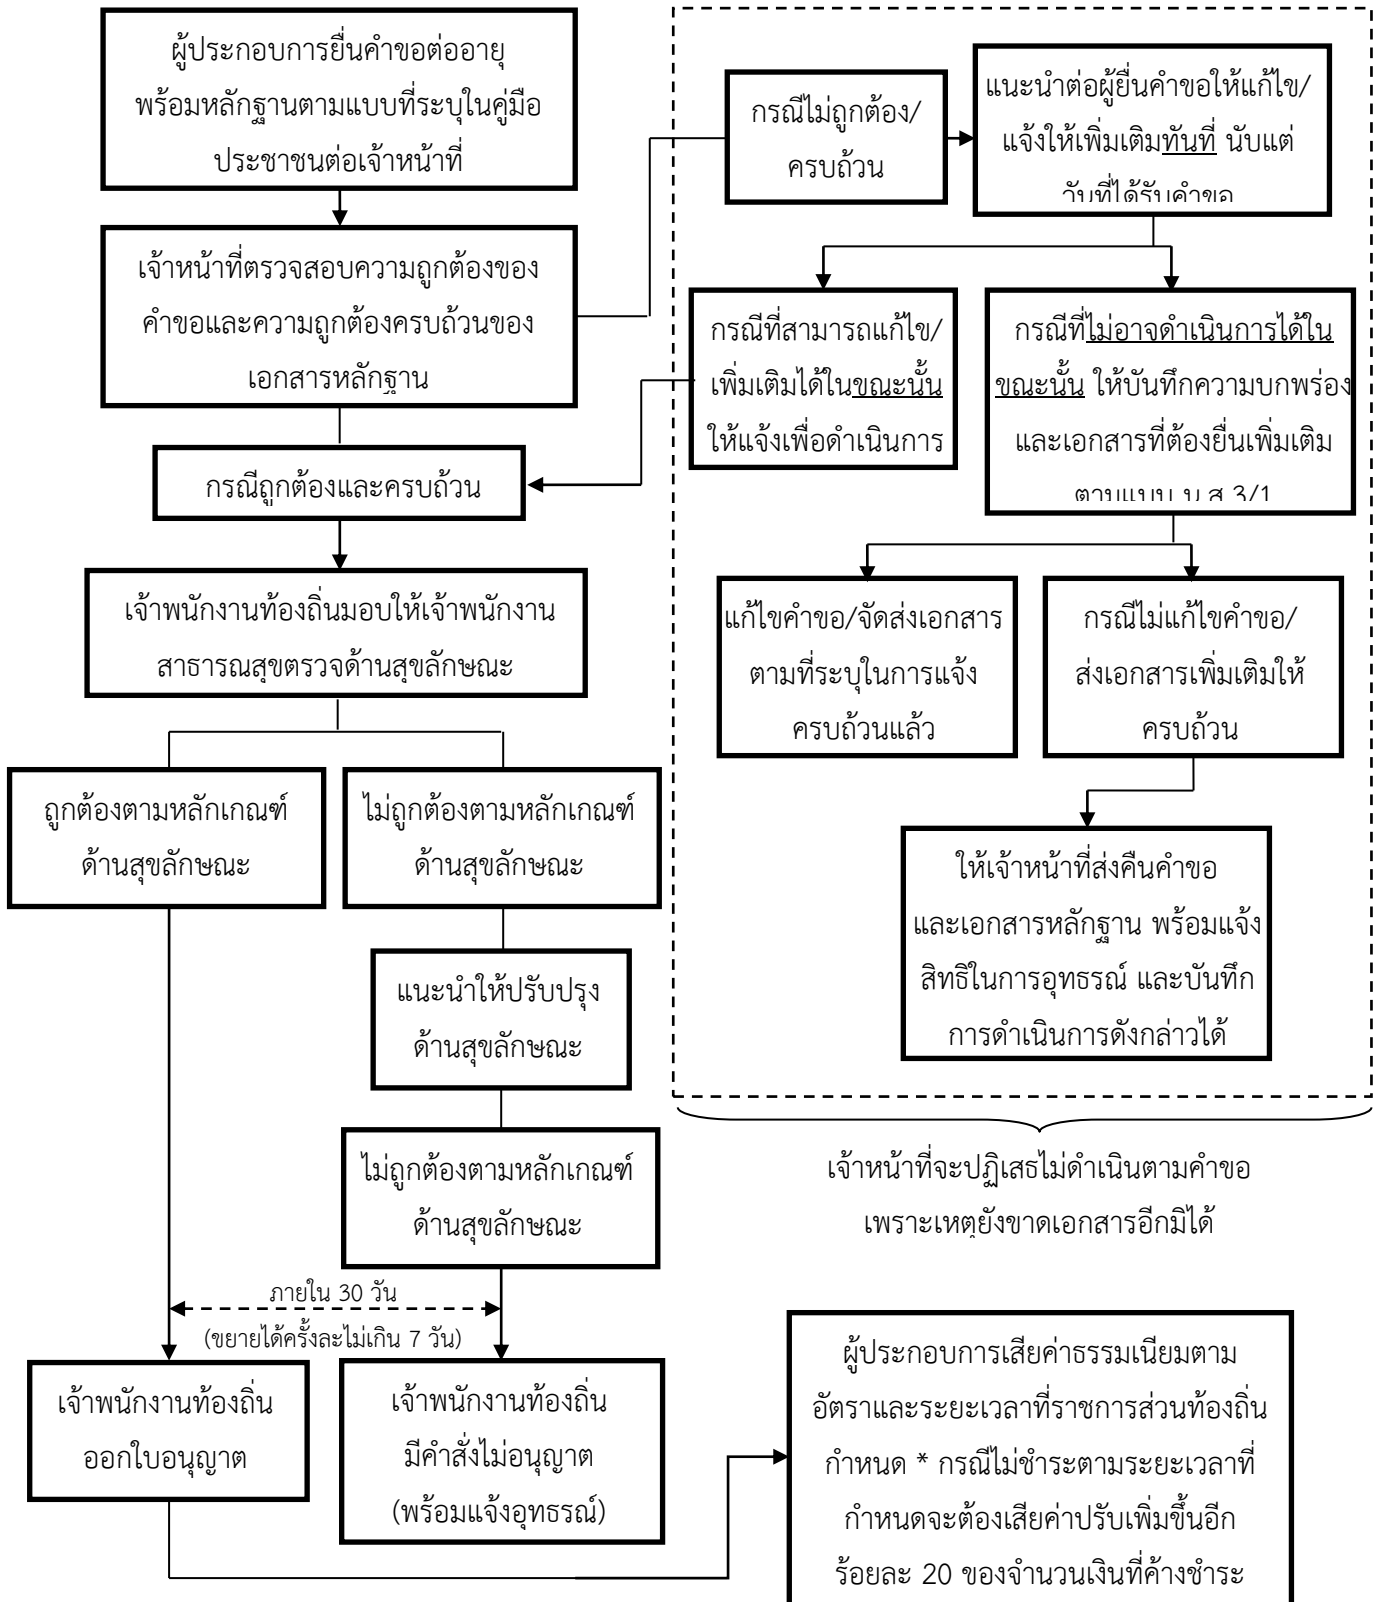 ผู้ประกอบการยื่นคำขอต่ออายุ
พร้อมหลักฐานตามแบบที่ระบุในคู่มือ
ประชาชนต่อเจ้าหน้าที่
เจ้าหน้าที่ตรวจสอบความถูกต้องของ
คำขอและความถูกต้องครบถ้วนของ
เอกสารหลักฐาน
กรณีไม่ถูกต้อง/
ครบถ้วน
แนะนำต่อผู้ยื่นคำขอให้แก้ไข/
แจ้งให้เพิ่มเติมทันที นับแต่
วันที่ได้รับคำขอ
กรณีที่สามารถแก้ไข/
เพิ่มเติมได้ในขณะนั้น
ให้แจ้งเพื่อดำเนินการ
กรณีที่ไม่อาจดำเนินการได้ใน
ขณะนั้น ให้บันทึกความบกพร่อง
และเอกสารที่ต้องยื่นเพิ่มเติม
ตามแบบ น.ส.3/1
กรณีถูกต้องและครบถ้วน
เจ้าพนักงานท้องถิ่นมอบให้เจ้าพนักงาน
สาธารณสุขตรวจด้านสุขลักษณะ
แก้ไขคำขอ/จัดส่งเอกสาร
ตามที่ระบุในการแจ้ง
ครบถ้วนแล้ว
กรณีไม่แก้ไขคำขอ/
ส่งเอกสารเพิ่มเติมให้
ครบถ้วน
ถูกต้องตามหลักเกณฑ์
ด้านสุขลักษณะ
ไม่ถูกต้องตามหลักเกณฑ์
ด้านสุขลักษณะ
ให้เจ้าหน้าที่ส่งคืนคำขอ
และเอกสารหลักฐาน พร้อมแจ้ง
สิทธิในการอุทธรณ์ และบันทึก
การดำเนินการดังกล่าวได้
แนะนำให้ปรับปรุง
ด้านสุขลักษณะ
ไม่ถูกต้องตามหลักเกณฑ์
ด้านสุขลักษณะ
เจ้าหน้าที่จะปฏิเสธไม่ดำเนินตามคำขอ
เพราะเหตุยังขาดเอกสารอีกมิได้
ภายใน 30 วัน
(ขยายได้ครั้งละไม่เกิน 7 วัน)
เจ้าพนักงานท้องถิ่น
ออกใบอนุญาต
เจ้าพนักงานท้องถิ่น
มีคำสั่งไม่อนุญาต
(พร้อมแจ้งอุทธรณ์)
ผู้ประกอบการเสียค่าธรรมเนียมตาม
อัตราและระยะเวลาที่ราชการส่วนท้องถิ่น
กำหนด * กรณีไม่ชำระตามระยะเวลาที่
กำหนดจะต้องเสียค่าปรับเพิ่มขึ้นอีก
ร้อยละ 20 ของจำนวนเงินที่ค้างชำระ